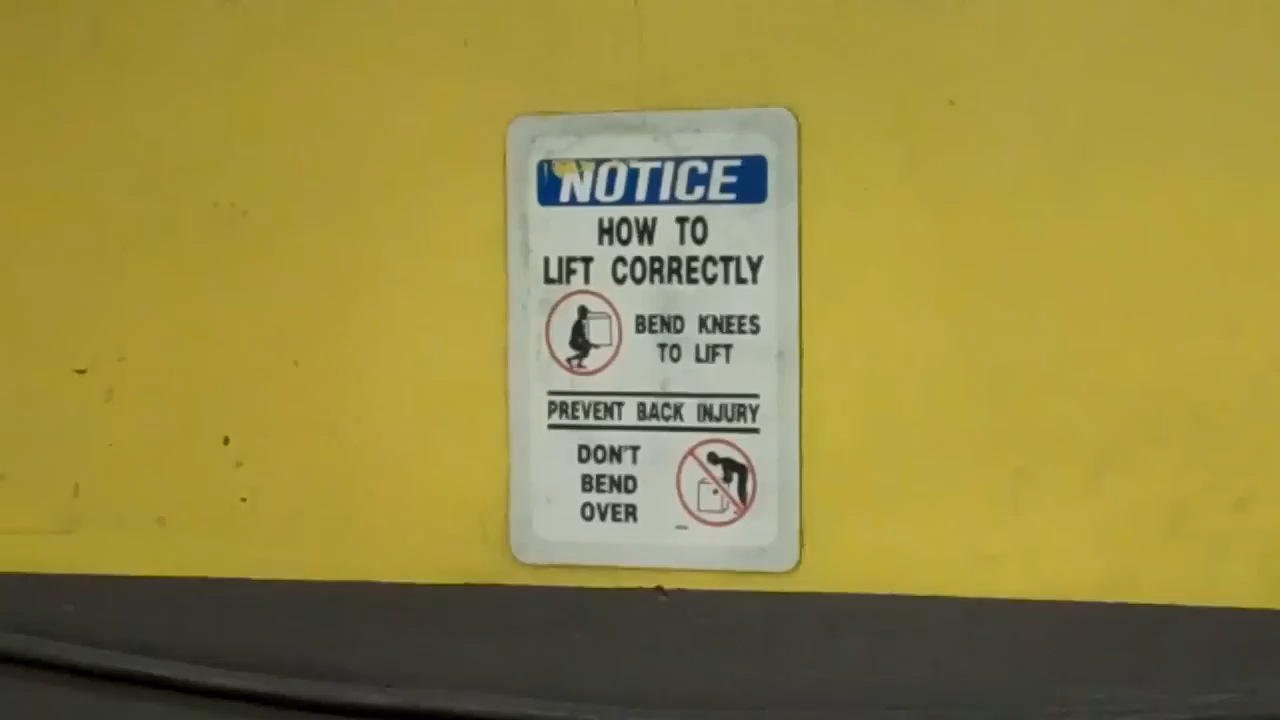 NOTICE
HOW TO
LIFT CORRECTLY
BEND KNEES
TO LIFT
PREVENT BACK INJURY
DON'T
BEND
OVER